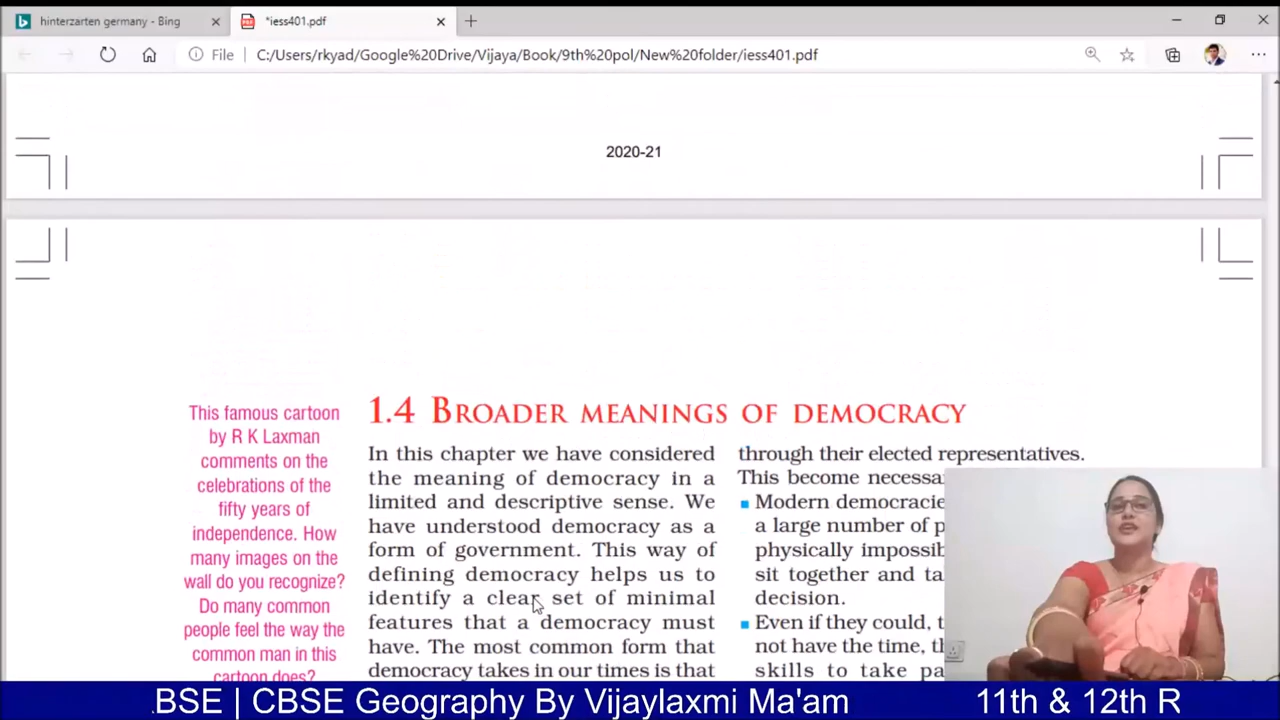 hinterzarten germany - Bing
*iess401.pdf
File
C:/Users/rkyad/Google%20Drive/Vijaya/Book/9th%20pol/New%20folder/iess401.pdf
2020-21
1.4 BROADER MEANINGS OF DEMOCRACY
This famous cartoon
by R K Laxman
comments on the
celebrations of the
fifty years of
independence. How
many images on the
wall do you recognize?
Do many common
people feel the way the
common man in this
cartoon does?
In this chapter we have considered
the meaning of democracy in a
limited and descriptive sense. We
have understood democracy as a
form of government. This way of
defining democracy helps us to
identify a clear set of minimal
features that a democracy must
have. The most common form that
democracy takes in our times is that
through their elected representatives.
This become necessa
Modern democracie
a large number of p
physically impossib
sit together and ta
decision.
Even if they could, t
not have the time, th
skills to take pa
.BSE | CBSE Geography By Vijaylaxmi Ma'am
11th & 12th R